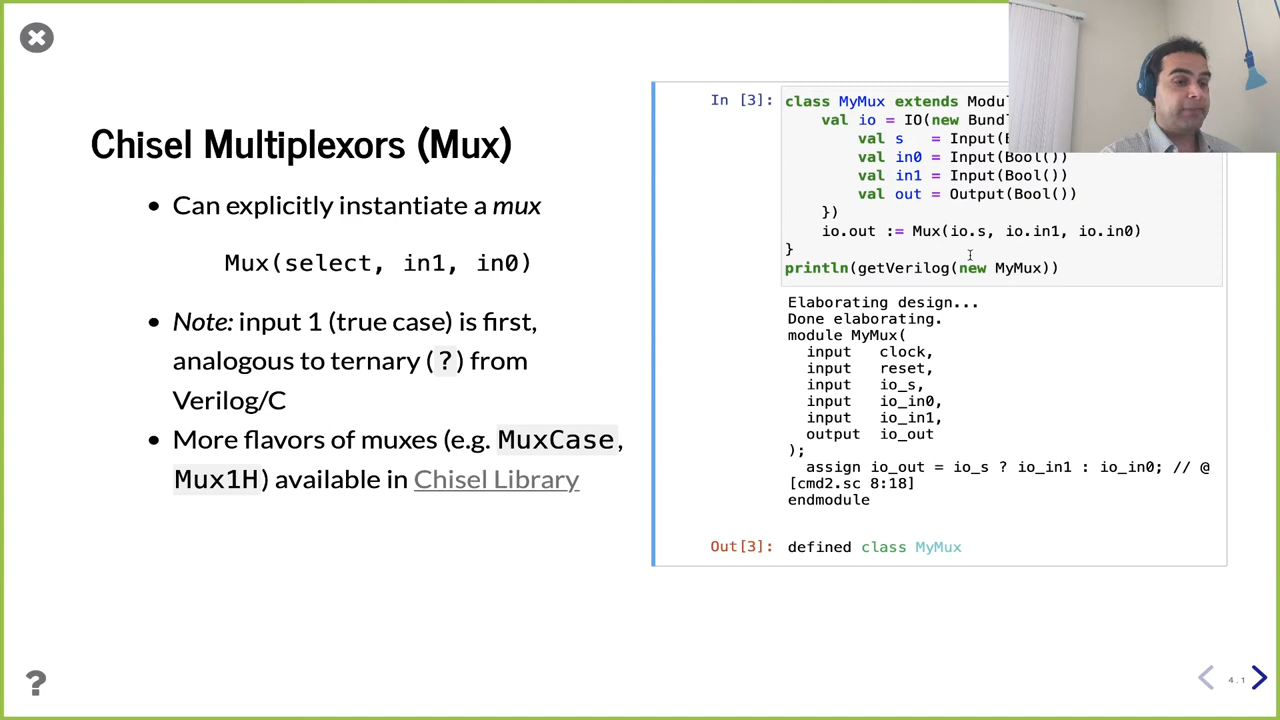 Chisel Multiplexors (Mux)
• Can explicitly instantiate a mux
Mux(select, in1, in0)
• Note: input 1 (true case) is first,
analogous to ternary (?) from
Verilog/C
• More flavors of muxes (e.g. MuxCase,
Mux1H) available in Chisel Library
In [3]:
class MyMux extends Modul
val io = IO(new Bundl
val s = Input(B
val in0 = Input(Bool())
val in1 = Input(Bool())
val out = Output(Bool())
})
io.out := Mux(io.s, io.in1, io.in0)
}
println(getVerilog(new MyMux))
Elaborating design...
Done elaborating.
module MyMux(
input clock,
input reset,
input io_s,
input io_in0,
input io_in1,
output io_out
);
assign io_out = io_s ? io_in1 : io_in0; // @
[cmd2.sc 8:18]
endmodule
Out[3]: defined class MyMux
?
4.1